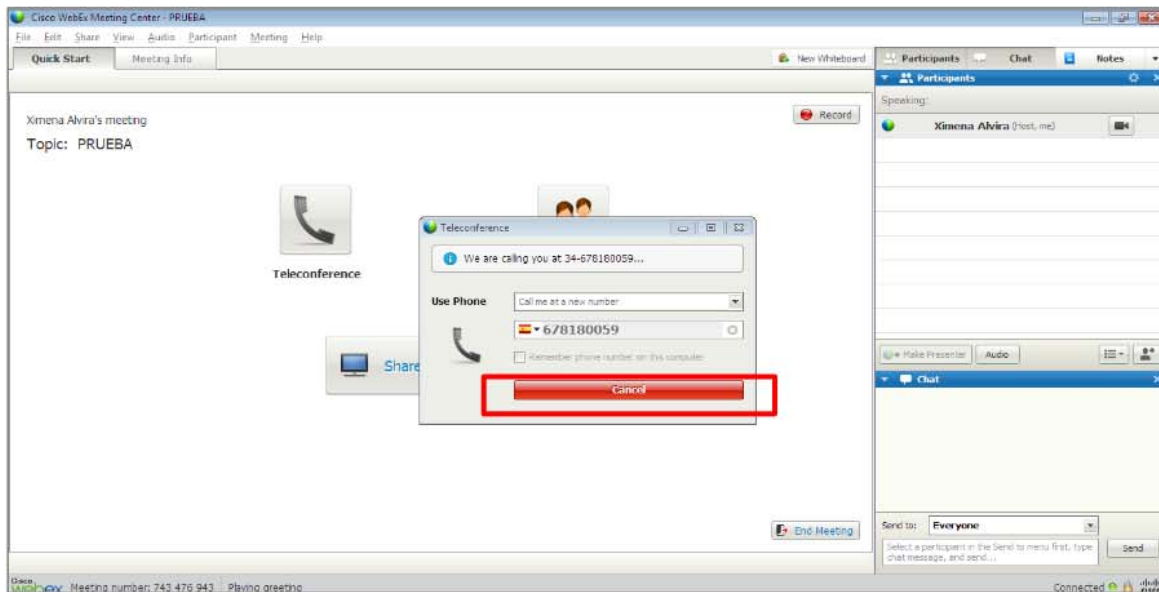 Cisco WebEx Meeting Center - PRUEBA
File Edit Share View Audio Participant Meeting Help
Quick Start Meeting Info New Whiteboard
Participants Chat Notes
Participants
Speaking:
Ximena Alvira's meeting
Record
Ximena Alvira (Host, me)
Topic: PRUEBA
Teleconference
We are calling you at 34-678180059...
Teleconference
Use Phone Call me at a new number
678180059
Remember phone number on this computer
Share
Cancel
Make Presenter Audio
Chat
End Meeting
Send to: Everyone
Select a participant in the Send to menu first, type
chat message, and send...
Send
Cisco
webex Meeting number: 743 476 943 Playing greeting
Connected